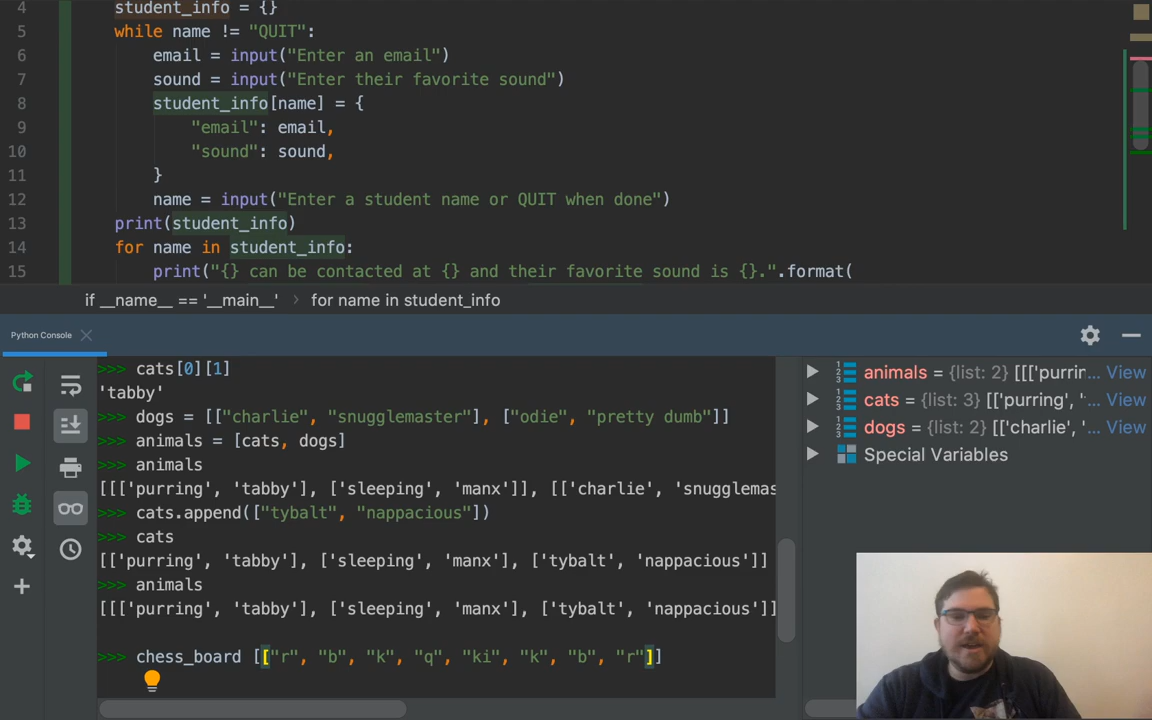 4 student_info = {}
5 while name != "QUIT":
6 email = input("Enter an email")
7 sound = input("Enter their favorite sound")
8 student_info[name] = {
9 "email": email,
10 "sound": sound,
11 }
12 name = input("Enter a student name or QUIT when done")
13 print(student_info)
14 for name in student_info:
15 print("{} can be contacted at {} and their favorite sound is {}.".format(
if __name__ == '__main__' › for name in student_info
Python Console
>>> cats[0][1]
'tabby'
>>> dogs = [["charlie", "snugglemaster"], ["odie", "pretty dumb"]]
>>> animals = [cats, dogs]
>>> animals
[[['purring', 'tabby'], ['sleeping', 'manx']], [['charlie', 'snugglemas
>>> cats.append(["tybalt", "nappacious"])
>>> cats
[['purring', 'tabby'], ['sleeping', 'manx'], ['tybalt', 'nappacious']]
>>> animals
[[['purring', 'tabby'], ['sleeping', 'manx'], ['tybalt', 'nappacious']]
>>> chess_board [["r", "b", "k", "q", "ki", "k", "b", "r"]]
animals = {list: 2} [[['purrin... View
cats = {list: 3} [['purring', '... View
dogs = {list: 2} [['charlie', '... View
Special Variables